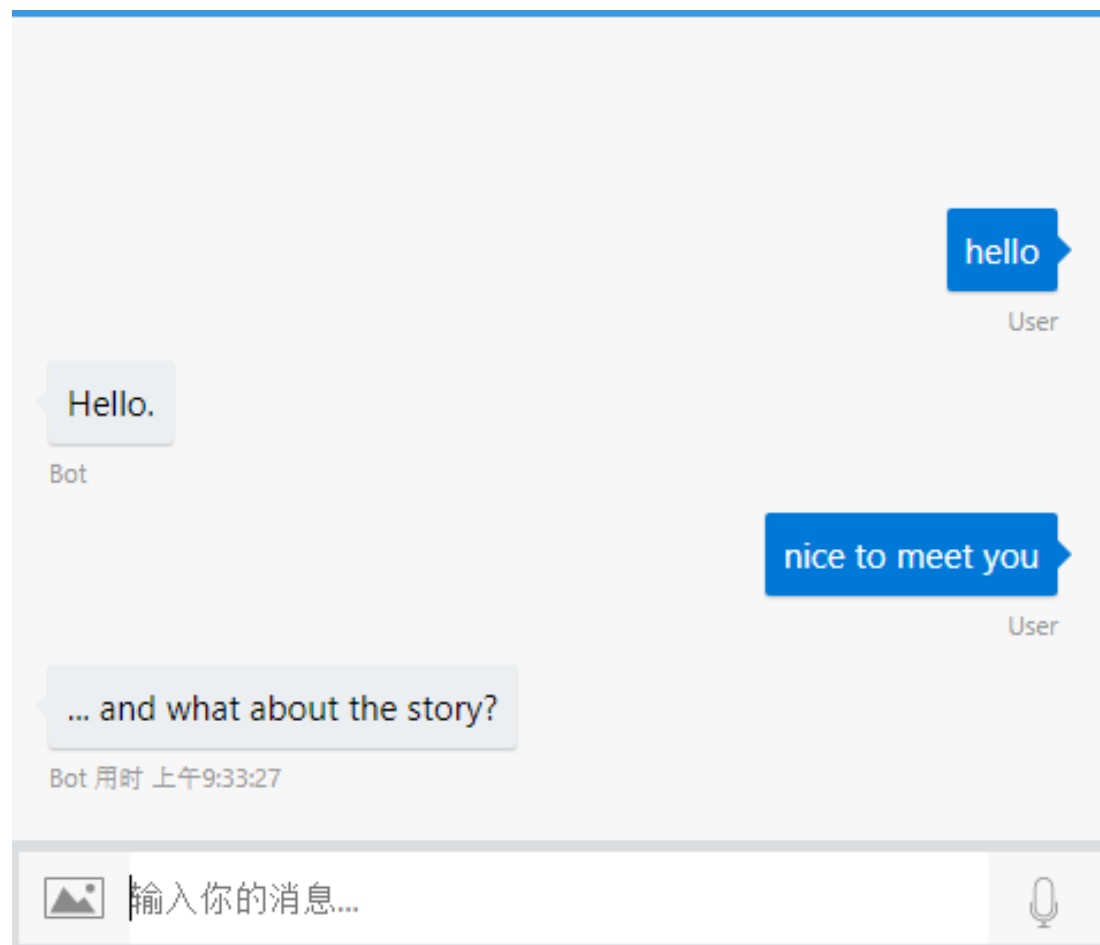 hello
User
Hello.
Bot
nice to meet you
User
... and what about the story?
Bot 用时 上午9:33:27
输入你的消息...